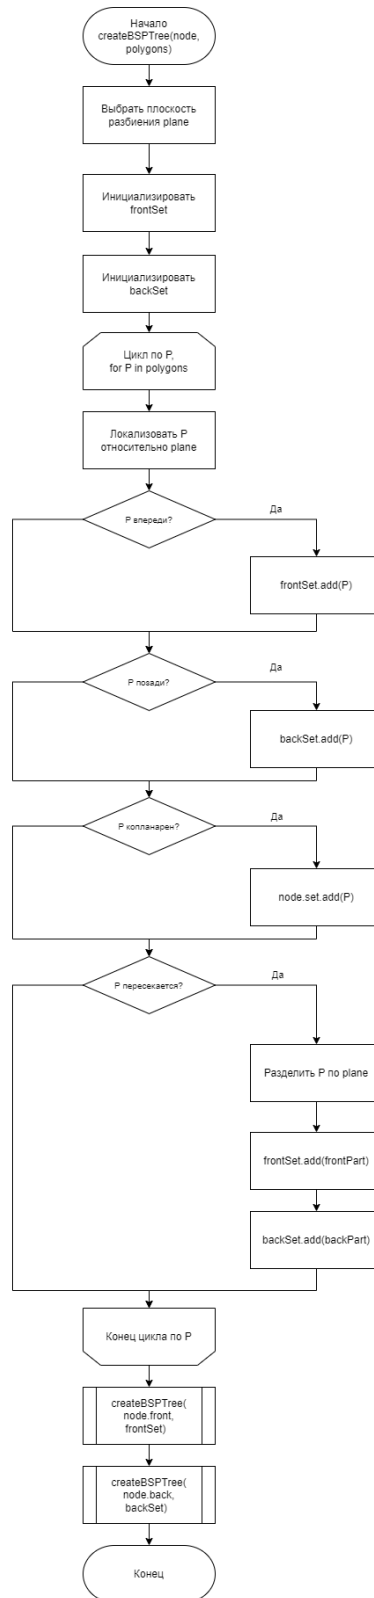 Начало
createBSPTree(node,
polygons)
Выбрать плоскость
разбиения plane
Инициализировать
frontSet
Инициализировать
backSet
Цикл по P,
for P in polygons
Локализовать P
относительно plane
P впереди?
Да
frontSet.add(P)
P позади?
Да
backSet.add(P)
P копланарен?
Да
node.set.add(P)
P пересекается?
Да
Разделить P по plane
frontSet.add(frontPart)
backSet.add(backPart)
Конец цикла по P
createBSPTree(
node.front,
frontSet)
createBSPTree(
node.back,
backSet)
Конец